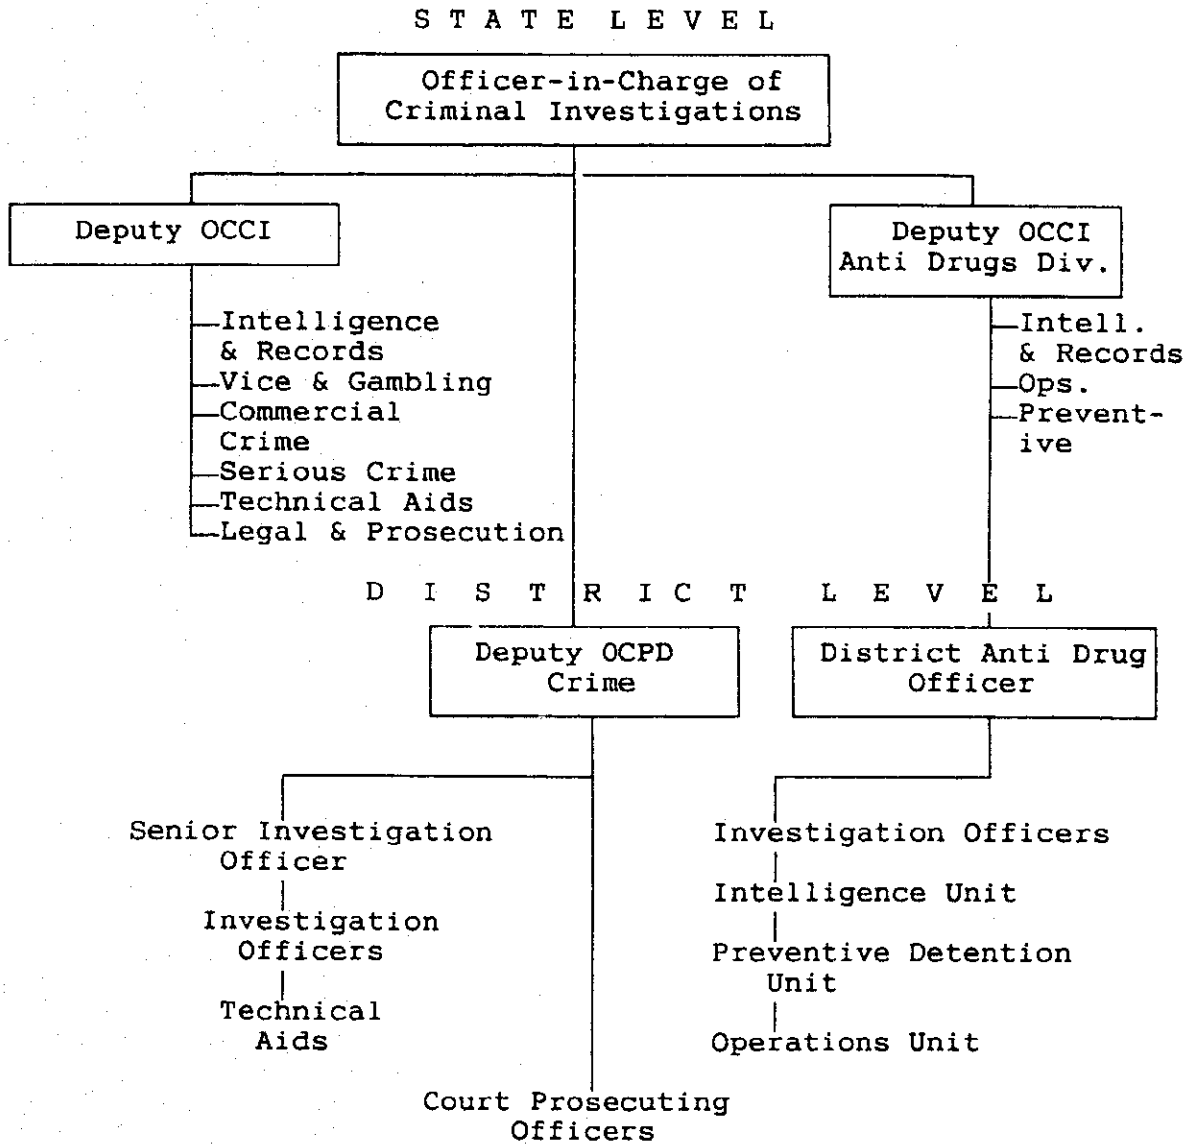 S T A T E L E V E L
Officer-in-Charge of
Criminal Investigations
Deputy OCCI
Intelligence
& Records
Vice & Gambling
Commercial
Crime
Serious Crime
Technical Aids
Legal & Prosecution
Deputy OCCI
Anti Drugs Div.
Intell.
& Records
Ops.
Prevent-
ive
D I S T R I C T L E V E L
Deputy OCPD
Crime
District Anti Drug
Officer
Senior Investigation
Officer
Investigation
Officers
Technical
Aids
Court Prosecuting
Officers
Investigation Officers
Intelligence Unit
Preventive Detention
Unit
Operations Unit